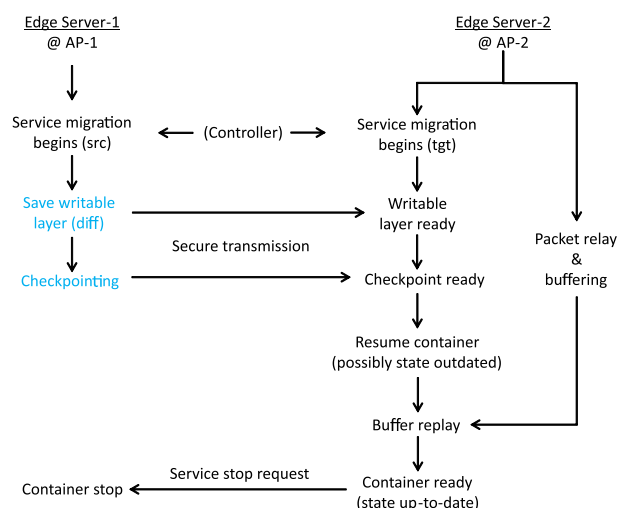 Edge Server-1
@ AP-1
Edge Server-2
@ AP-2
Service migration
begins (src)
(Controller)
Service migration
begins (tgt)
Save writable
layer (diff)
Writable
layer ready
Packet relay
&
buffering
Secure transmission
Checkpointing
Checkpoint ready
Resume container
(possibly state outdated)
Buffer replay
Service stop request
Container stop
Container ready
(state up-to-date)